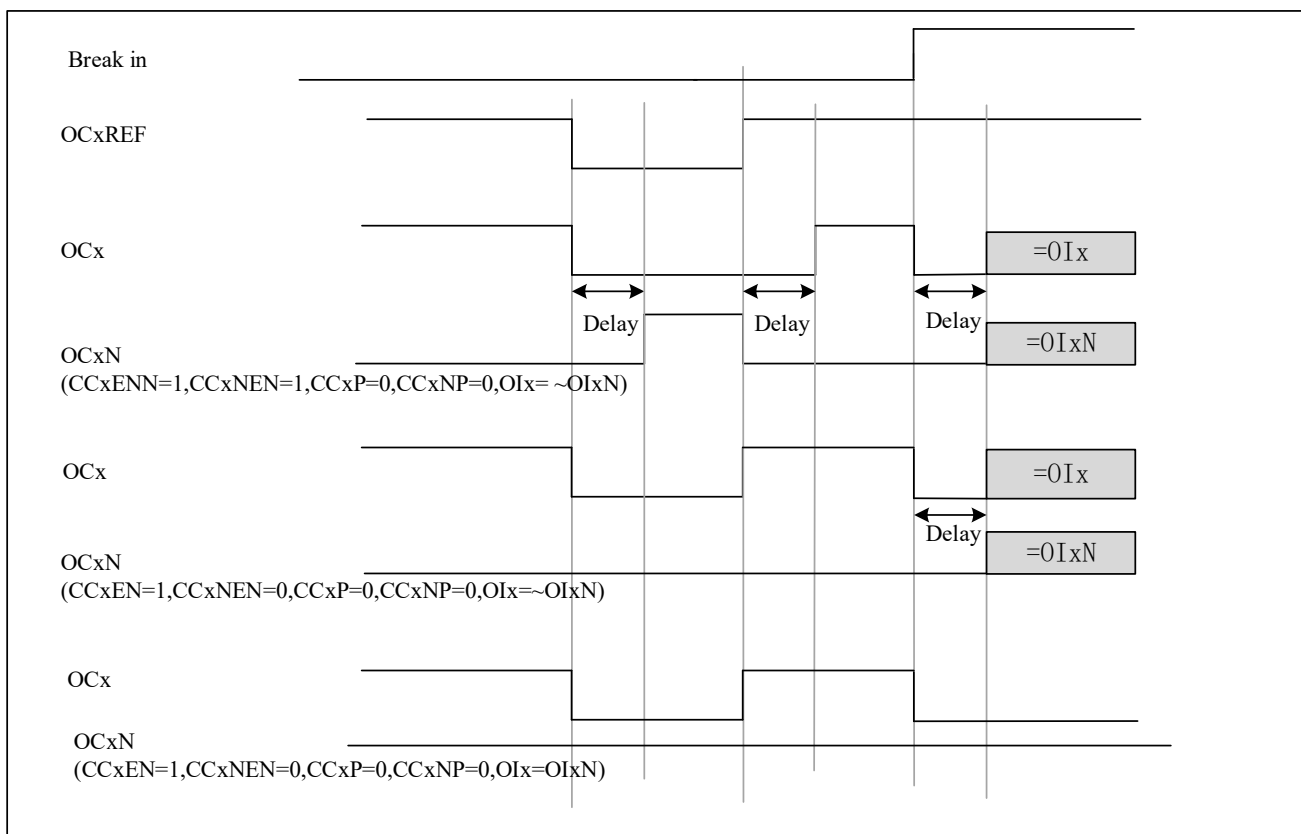 Break in
OCxREF
OCx
=OIx
Delay Delay Delay
OCxN
=OIxN
(CCxENN=1,CCxNEN=1,CCxP=0,CCxNP=0,OIx= ~OIxN)
OCx
=OIx
Delay
OCxN
=OIxN
(CCxEN=1,CCxNEN=0,CCxP=0,CCxNP=0,OIx=~OIxN)
OCx
OCxN
(CCxEN=1,CCxNEN=0,CCxP=0,CCxNP=0,OIx=OIxN)